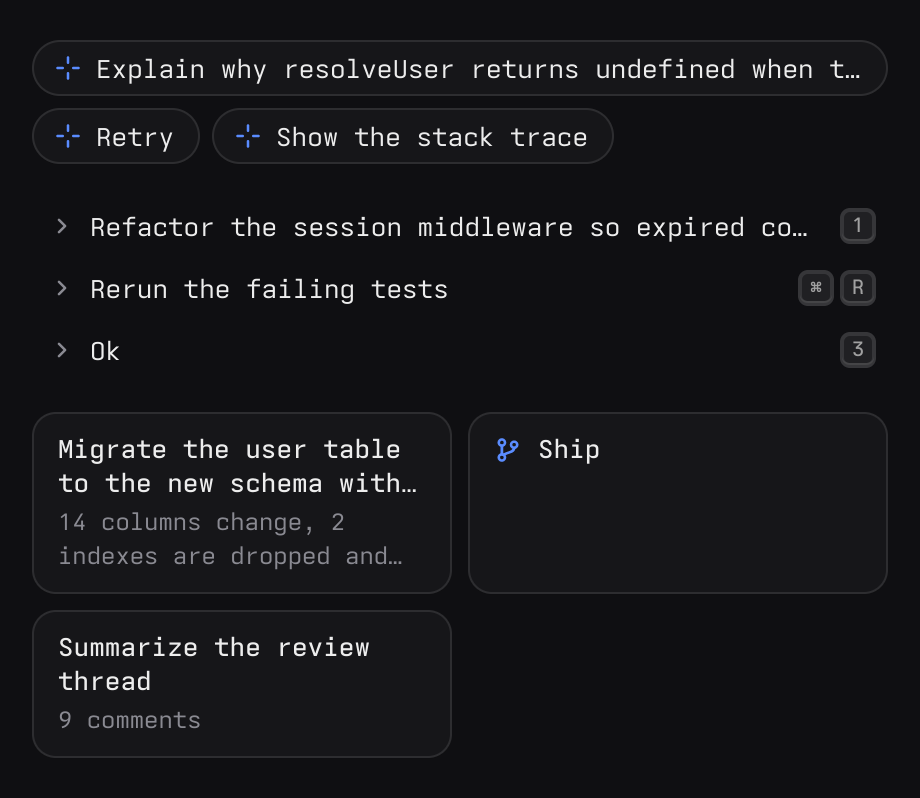 Explain why resolveUser returns undefined when t…
Retry
Show the stack trace
Refactor the session middleware so expired co… 1
Rerun the failing tests ⌘ R
Ok 3
Migrate the user table
to the new schema with…
14 columns change, 2
indexes are dropped and…
Ship
Summarize the review
thread
9 comments